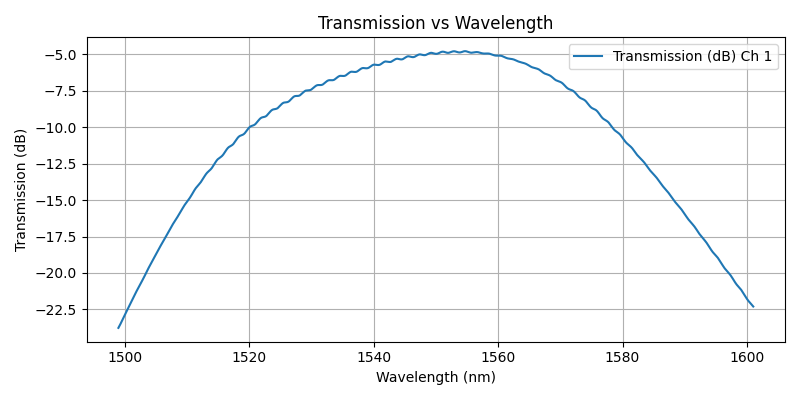 Transmission vs Wavelength
Transmission (dB) Ch 1
Transmission (dB)
−5.0
−7.5
−10.0
−12.5
−15.0
−17.5
−20.0
−22.5
1500 1520 1540 1560 1580 1600
Wavelength (nm)